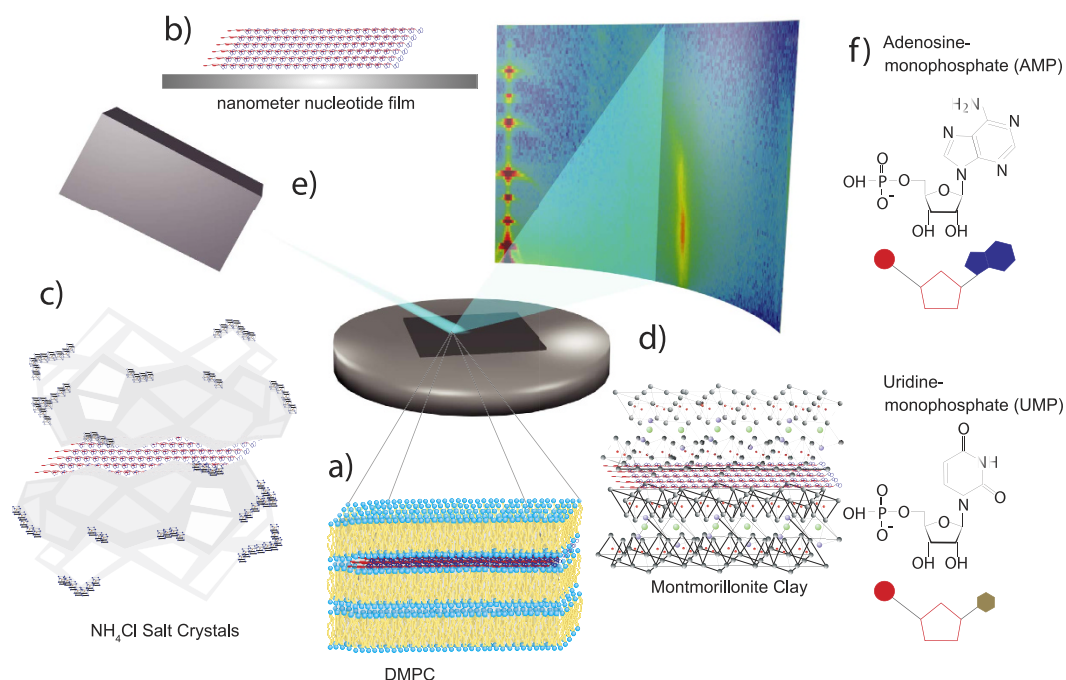 b)
nanometer nucleotide film
e)
c)
NH₄Cl Salt Crystals
a)
DMPC
d)
Montmorillonite Clay
f)
Adenosine-
monophosphate (AMP)
H₂N
N
N
N
N
O
OH
P
O
O⁻
O
OH
OH
Uridine-
monophosphate (UMP)
O
NH
O
N
O
OH
P
O
O⁻
O
OH
OH